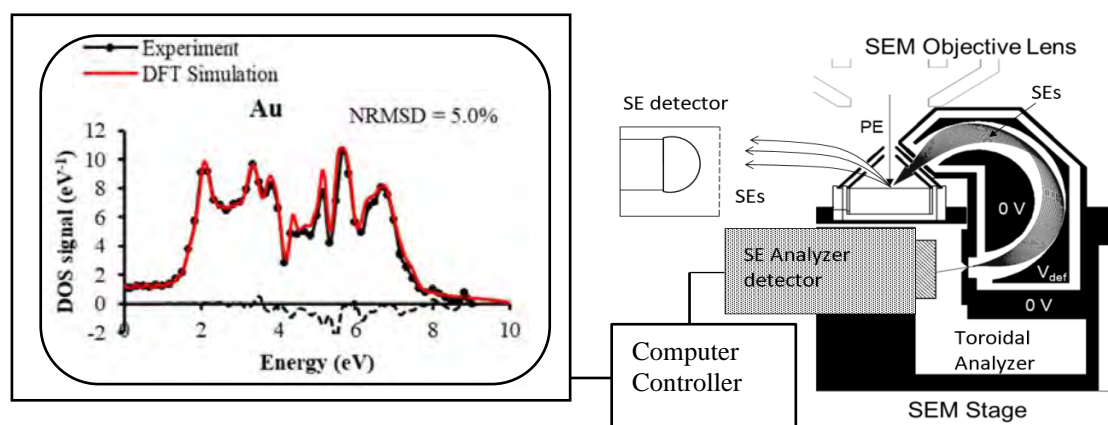 Experiment
DFT Simulation
Au
NRMSD = 5.0%
DOS signal (eV-1)
12
10
8
6
4
2
0
-2
0 2 4 6 8 10
Energy (eV)
SEM Objective Lens
SE detector
SEs
PE
SEs
0 V
SE Analyzer
detector
Vdef
0 V
Toroidal
Analyzer
Computer
Controller
SEM Stage